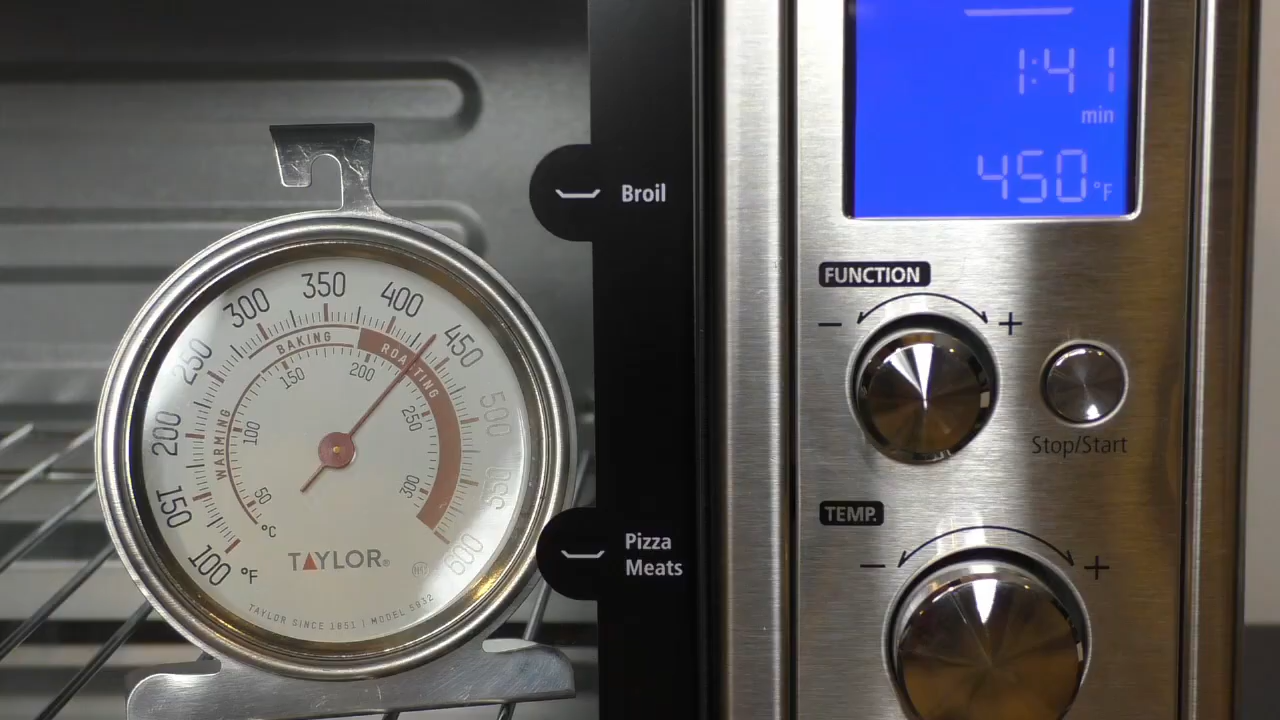 1:41
min
450°F
Broil
FUNCTION
− +
Stop/Start
Pizza
Meats
TEMP.
− +
100 150 200 250 300 350 400 450 500 550 600
°F
WARMING BAKING ROASTING
50 100 150 200 250 300
°C
TAYLOR®
TAYLOR SINCE 1851 | MODEL 5932